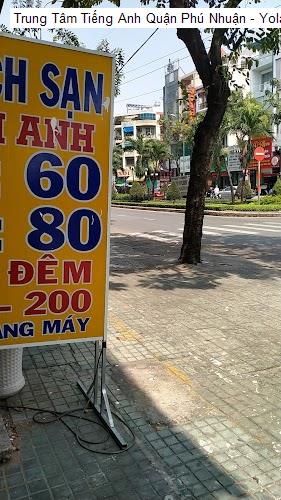 Trung Tâm Tiếng Anh Quận Phú Nhuận - Yola
CH SẠN
ANH
60
80
ĐÊM
- 200
ANG MÁY